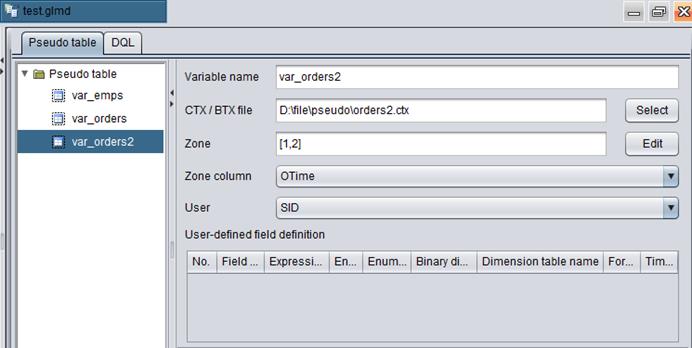 test.glmd
Pseudo table DQL
Pseudo table
var_emps
var_orders
var_orders2
Variable name var_orders2
CTX / BTX file D:\file\pseudo\orders2.ctx Select
Zone [1,2] Edit
Zone column OTime
User SID
User-defined field definition
No. Field ... Expressi... En... Enum... Binary di... Dimension table name For... Tim...